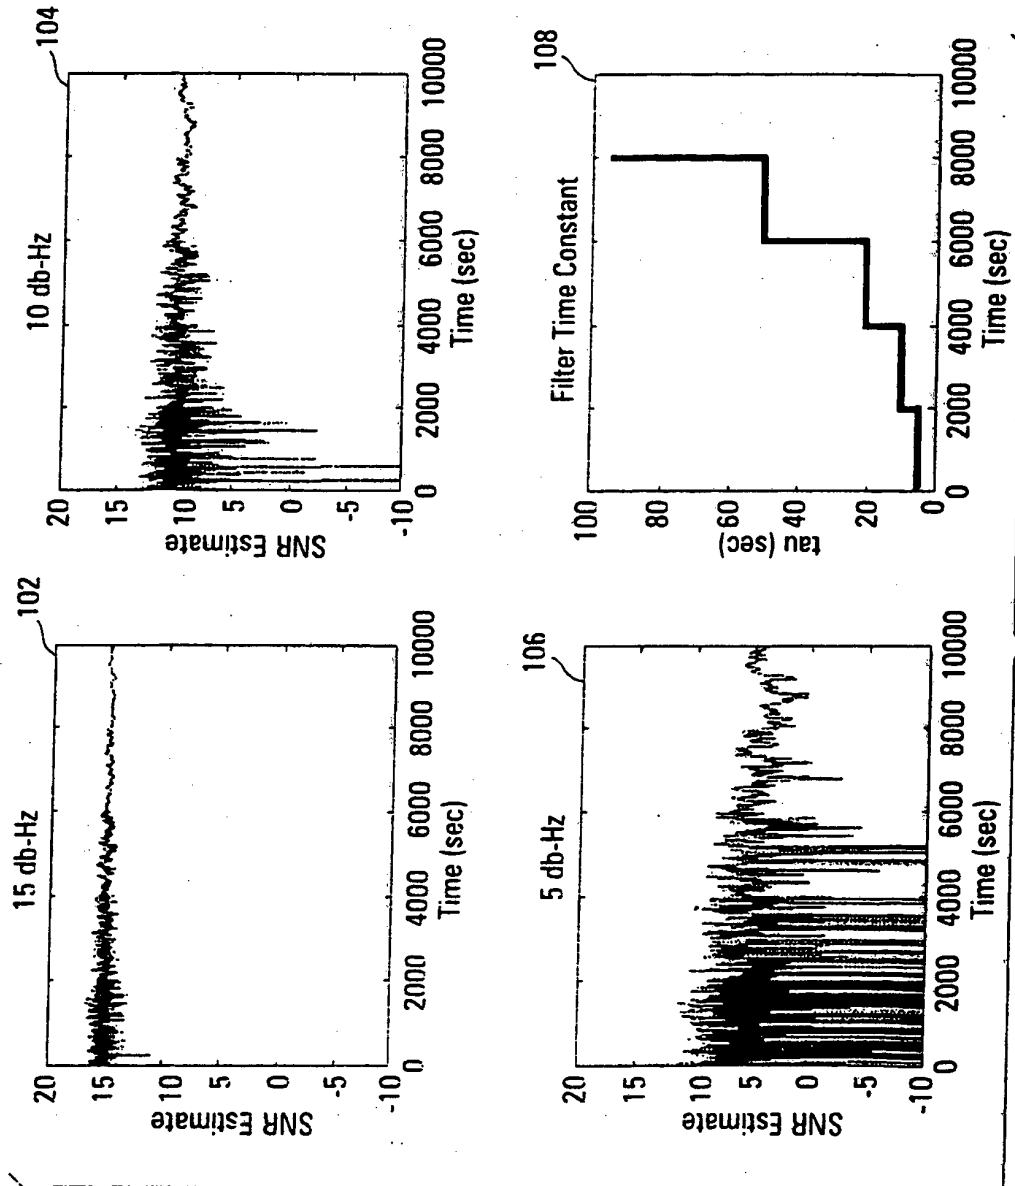 15 db-Hz
102
20
15
10
5
0
-5
-10
SNR Estimate
0 2000 4000 6000 8000 10000
Time (sec)
10 db-Hz
104
20
15
10
5
0
-5
-10
SNR Estimate
0 2000 4000 6000 8000 10000
Time (sec)
5 db-Hz
106
20
15
10
5
0
-5
-10
SNR Estimate
0 2000 4000 6000 8000 10000
Time (sec)
Filter Time Constant
108
100
80
60
40
20
0
tau (sec)
0 2000 4000 6000 8000 10000
Time (sec)